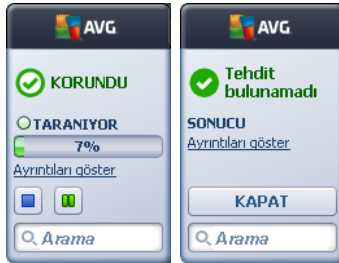 AVG
KORUNDU
TARANIYOR
7%
Ayrıntıları göster
Arama
AVG
Tehdit
bulunamadı
SONUCU
Ayrıntıları göster
KAPAT
Arama